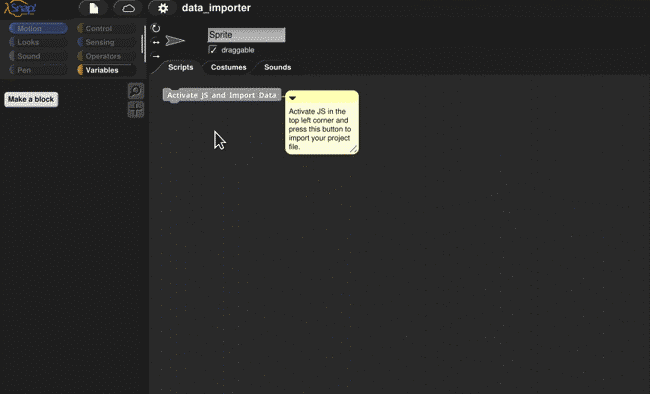 Snap!
data_importer
Motion
Control
Looks
Sensing
Sound
Operators
Pen
Variables
Make a block
Sprite
draggable
Scripts
Costumes
Sounds
Activate JS and Import Data
Activate JS in the
top left corner and
press this button to
import your project
file.